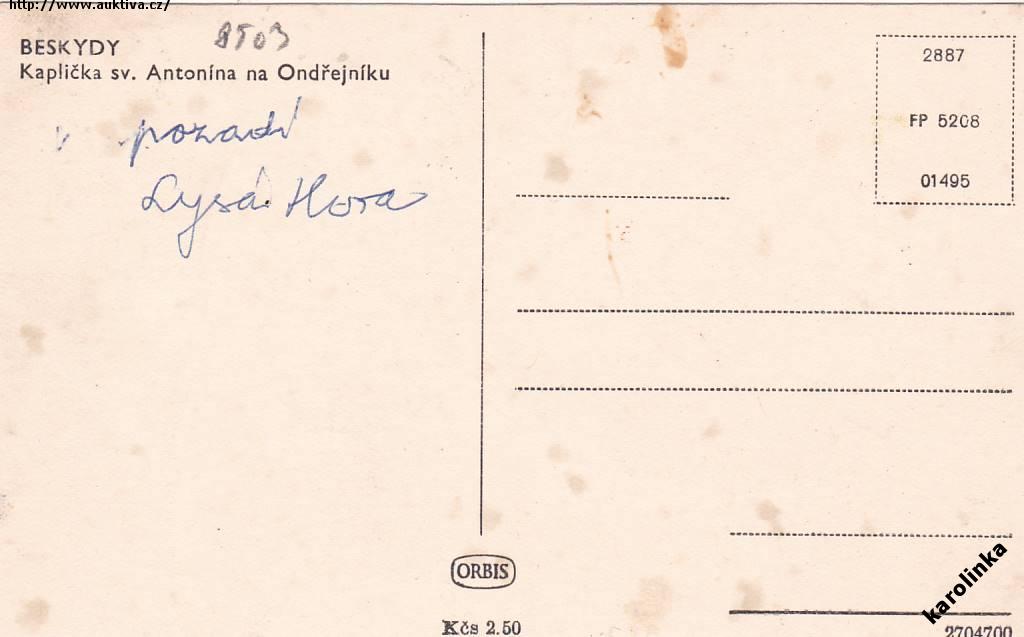 http://www.auktiva.cz/
8503
BESKYDY
Kaplička sv. Antonína na Ondřejníku
v pozadí
Lysá Hora
2887
FP 5208
01495
ORBIS
Kčs 2.50
karolinka
2704700